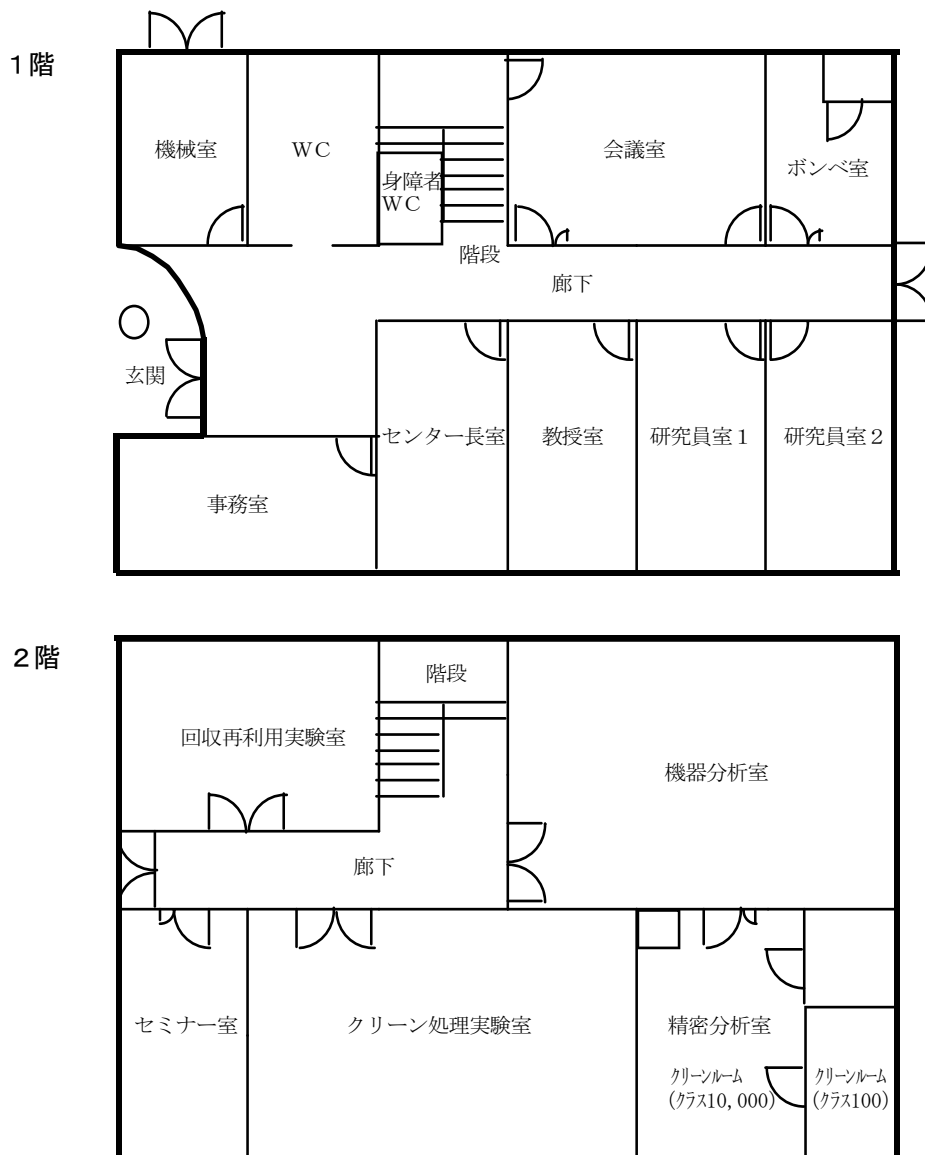 1階
機械室
WC
身障者
WC
階段
会議室
ボンベ室
廊下
玄関
センター長室
教授室
研究員室1
研究員室2
事務室
2階
階段
回収再利用実験室
機器分析室
廊下
セミナー室
クリーン処理実験室
精密分析室
クリーンルーム
(クラス10,000)
クリーンルーム
(クラス100)